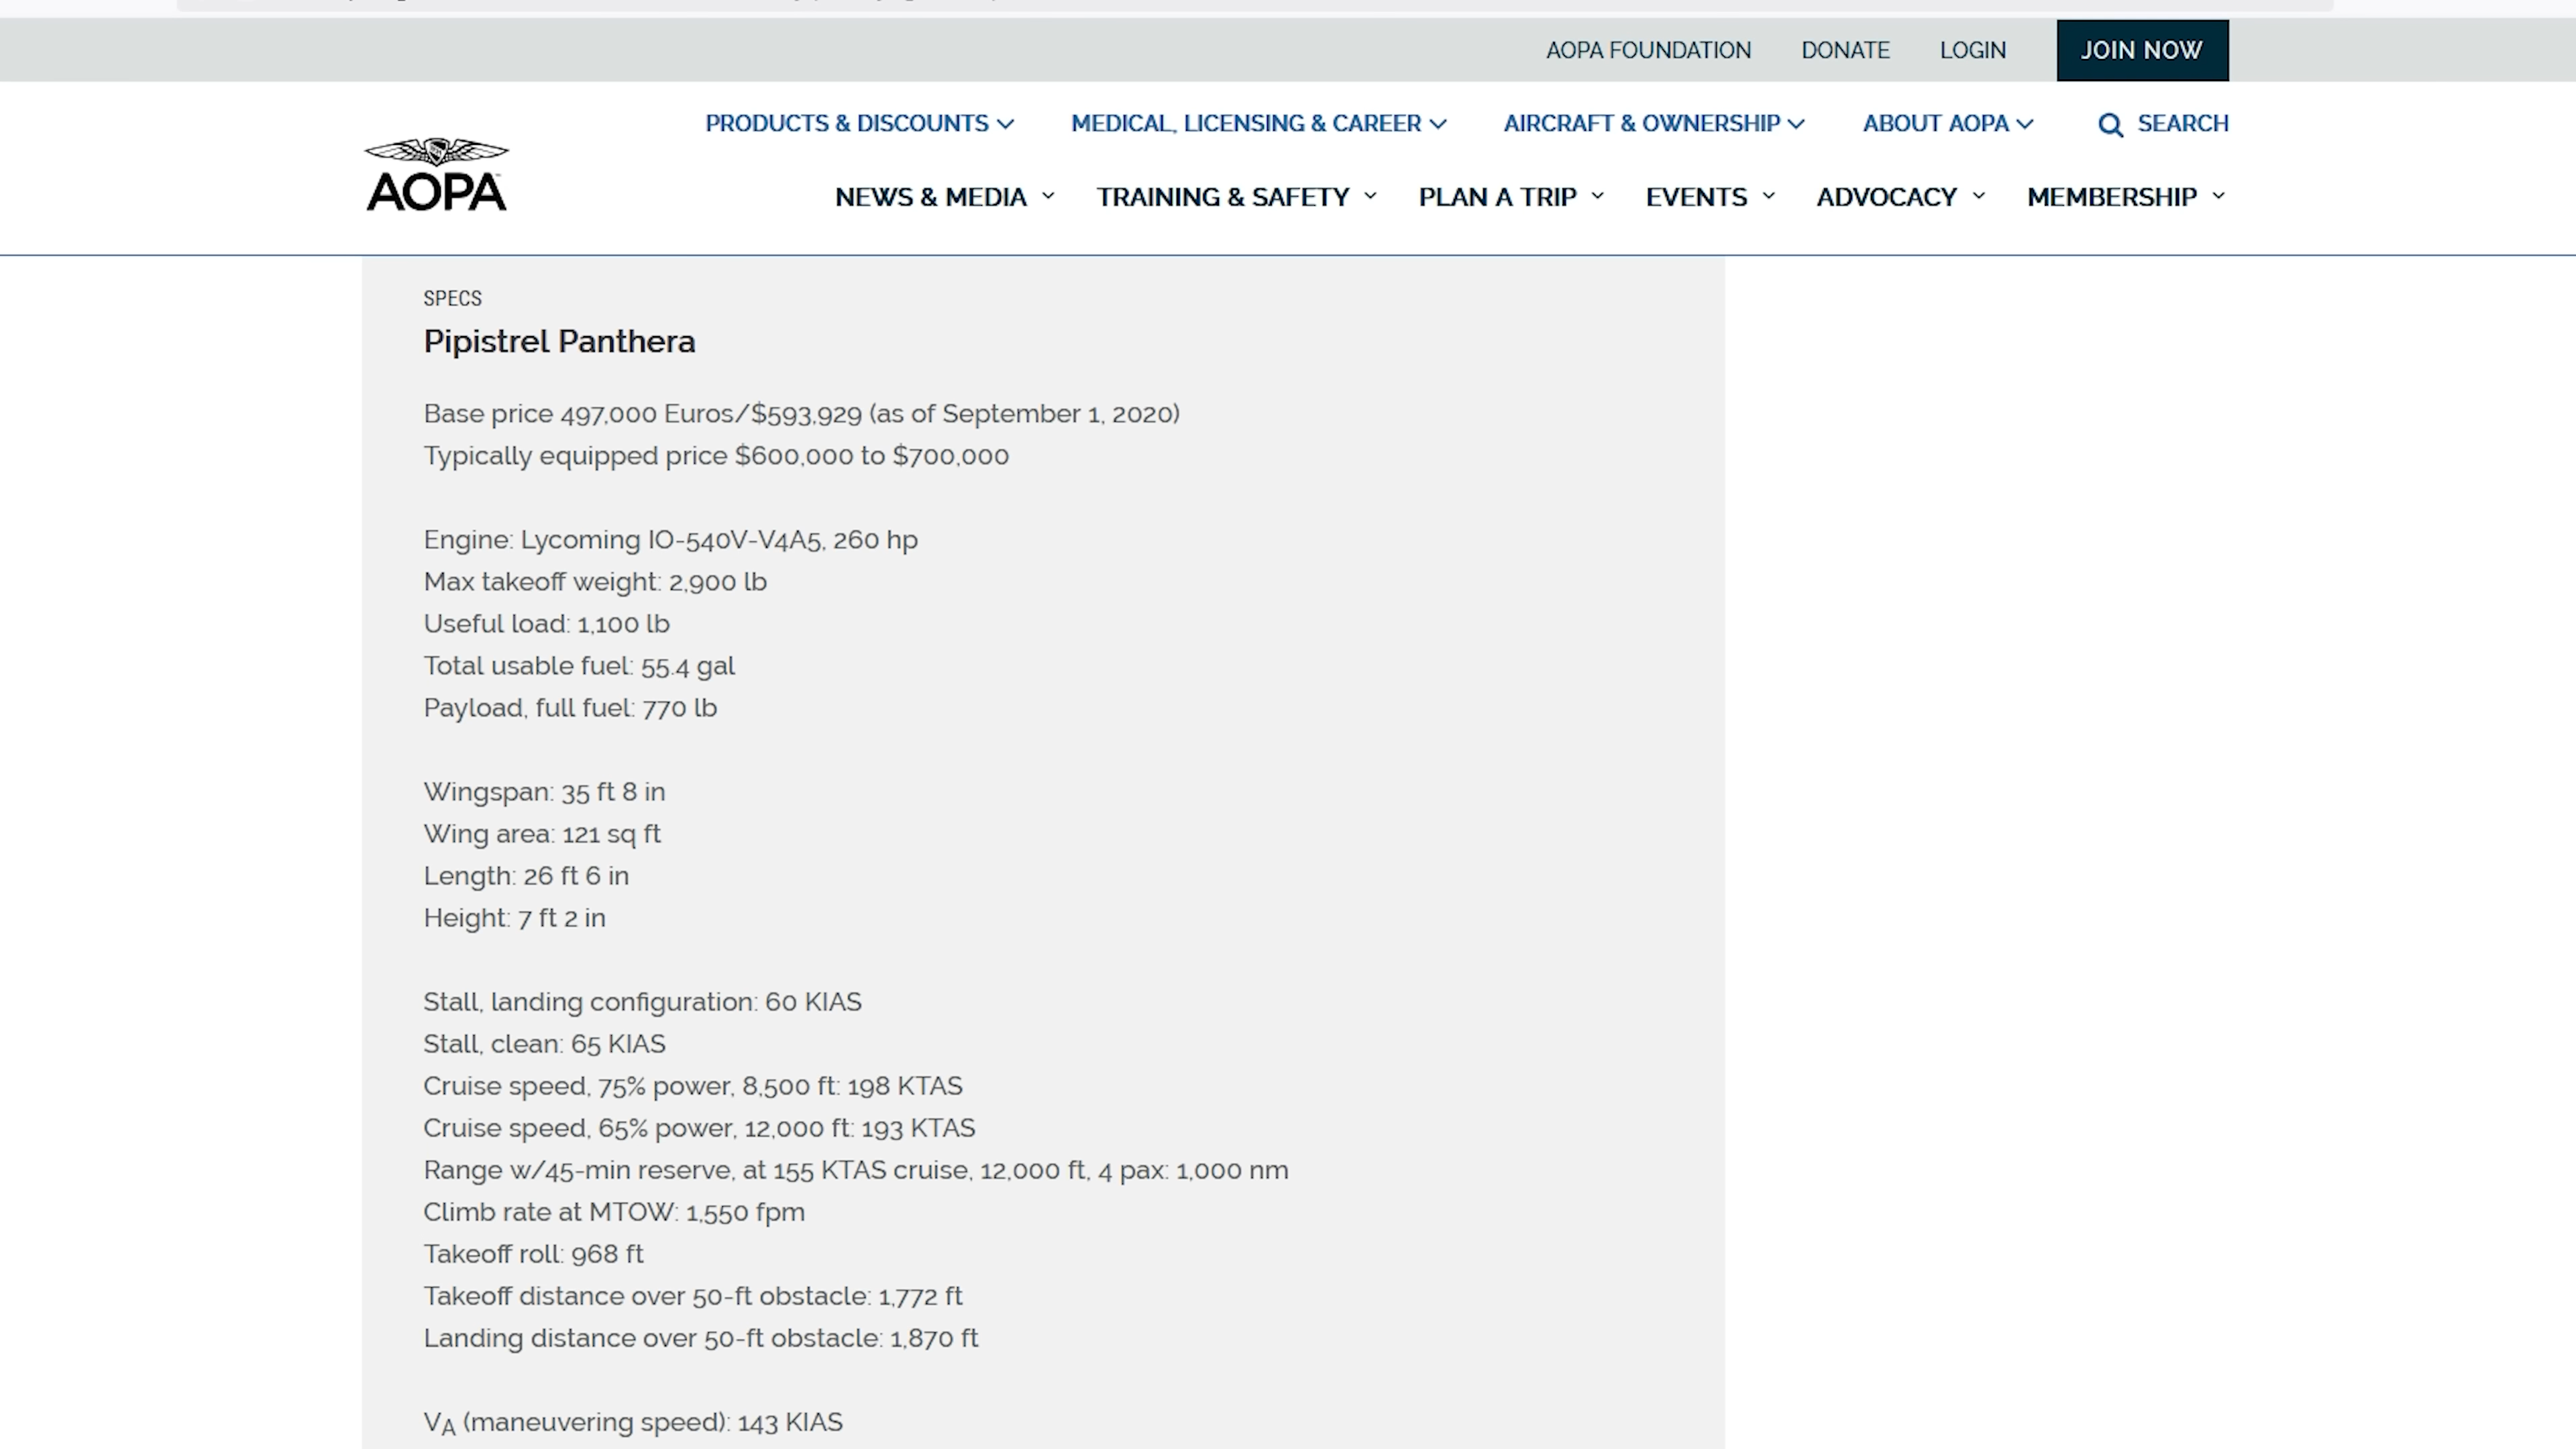 AOPA FOUNDATION DONATE LOGIN JOIN NOW
PRODUCTS & DISCOUNTS MEDICAL, LICENSING & CAREER AIRCRAFT & OWNERSHIP ABOUT AOPA SEARCH
AOPA
NEWS & MEDIA TRAINING & SAFETY PLAN A TRIP EVENTS ADVOCACY MEMBERSHIP
SPECS
Pipistrel Panthera
Base price 497,000 Euros/$593,929 (as of September 1, 2020)
Typically equipped price $600,000 to $700,000
Engine: Lycoming IO-540V-V4A5, 260 hp
Max takeoff weight: 2,900 lb
Useful load: 1,100 lb
Total usable fuel: 55.4 gal
Payload, full fuel: 770 lb
Wingspan: 35 ft 8 in
Wing area: 121 sq ft
Length: 26 ft 6 in
Height: 7 ft 2 in
Stall, landing configuration: 60 KIAS
Stall, clean: 65 KIAS
Cruise speed, 75% power, 8,500 ft: 198 KTAS
Cruise speed, 65% power, 12,000 ft: 193 KTAS
Range w/45-min reserve, at 155 KTAS cruise, 12,000 ft, 4 pax: 1,000 nm
Climb rate at MTOW: 1,550 fpm
Takeoff roll: 968 ft
Takeoff distance over 50-ft obstacle: 1,772 ft
Landing distance over 50-ft obstacle: 1,870 ft
VA (maneuvering speed): 143 KIAS